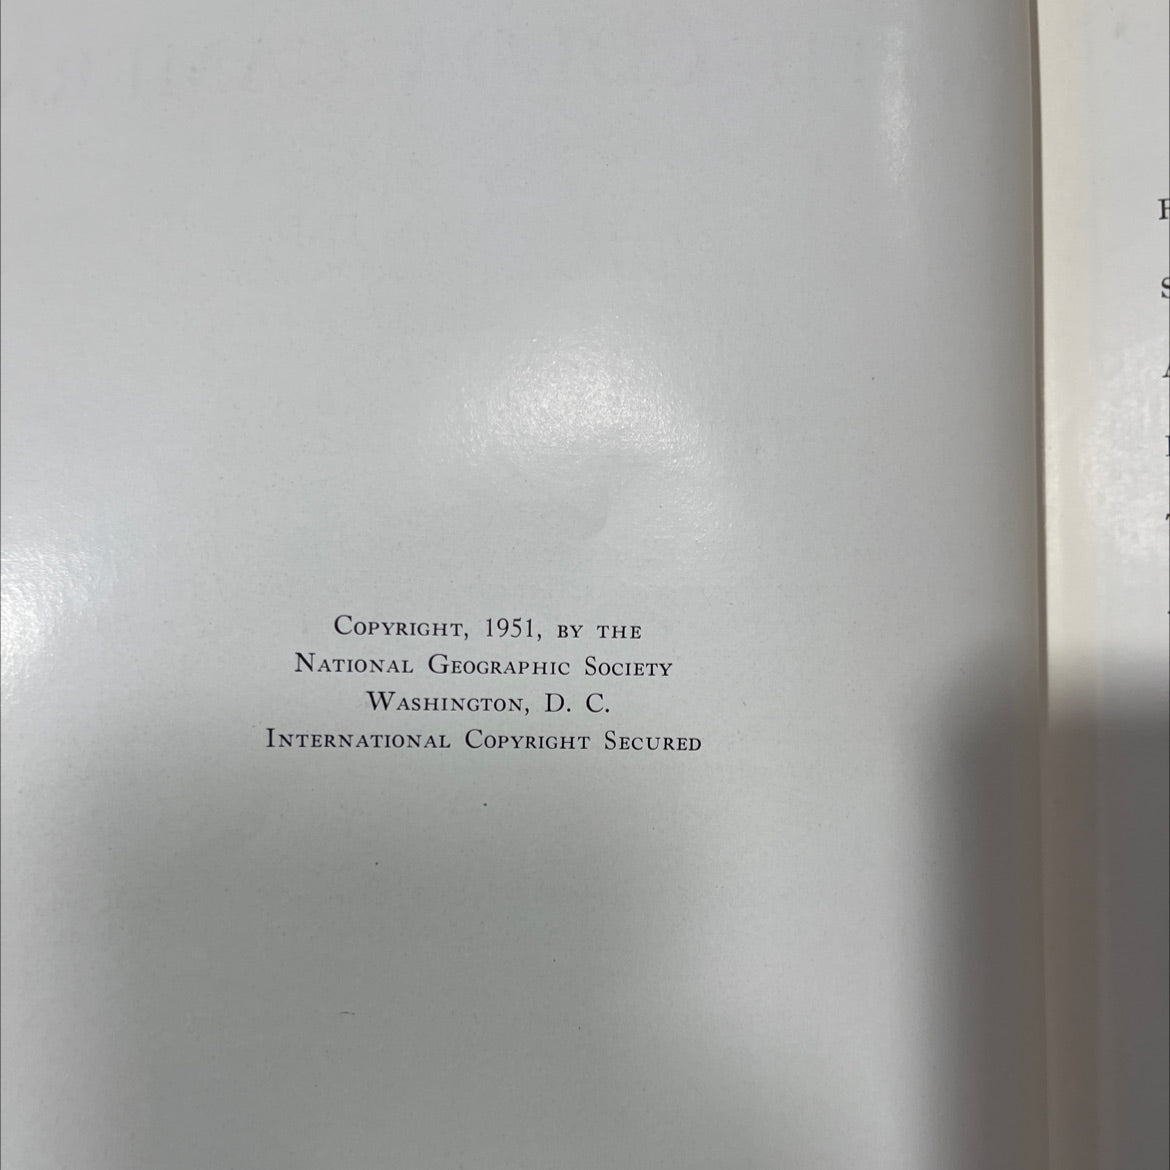 Copyright, 1951, by the
National Geographic Society
Washington, D. C.
International Copyright Secured